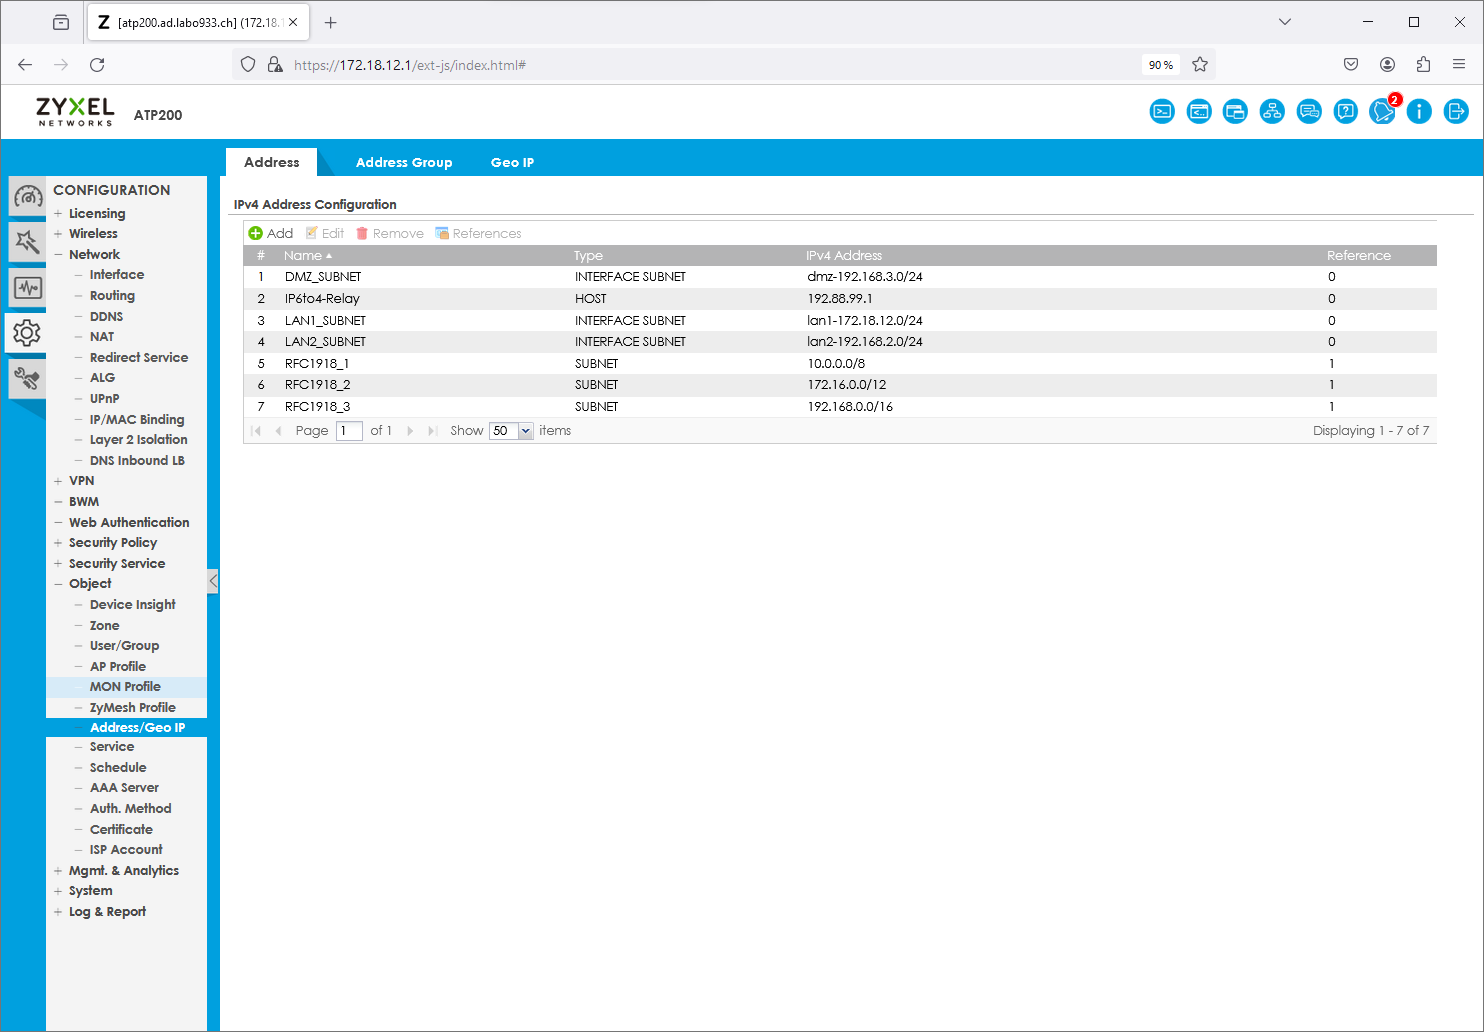 [atp200.ad.labo933.ch] (172.18.1
https://172.18.12.1/ext-js/index.html#
90 %
ZYXEL
NETWORKS
ATP200
2
Address
Address Group
Geo IP
CONFIGURATION
Licensing
Wireless
Network
Interface
Routing
DDNS
NAT
Redirect Service
ALG
UPnP
IP/MAC Binding
Layer 2 Isolation
DNS Inbound LB
VPN
BWM
Web Authentication
Security Policy
Security Service
Object
Device Insight
Zone
User/Group
AP Profile
MON Profile
ZyMesh Profile
Address/Geo IP
Service
Schedule
AAA Server
Auth. Method
Certificate
ISP Account
Mgmt. & Analytics
System
Log & Report
IPv4 Address Configuration
Add Edit Remove References
# Name Type IPv4 Address Reference
1 DMZ_SUBNET INTERFACE SUBNET dmz-192.168.3.0/24 0
2 IP6to4-Relay HOST 192.88.99.1 0
3 LAN1_SUBNET INTERFACE SUBNET lan1-172.18.12.0/24 0
4 LAN2_SUBNET INTERFACE SUBNET lan2-192.168.2.0/24 0
5 RFC1918_1 SUBNET 10.0.0.0/8 1
6 RFC1918_2 SUBNET 172.16.0.0/12 1
7 RFC1918_3 SUBNET 192.168.0.0/16 1
Page 1 of 1 Show 50 items Displaying 1 - 7 of 7